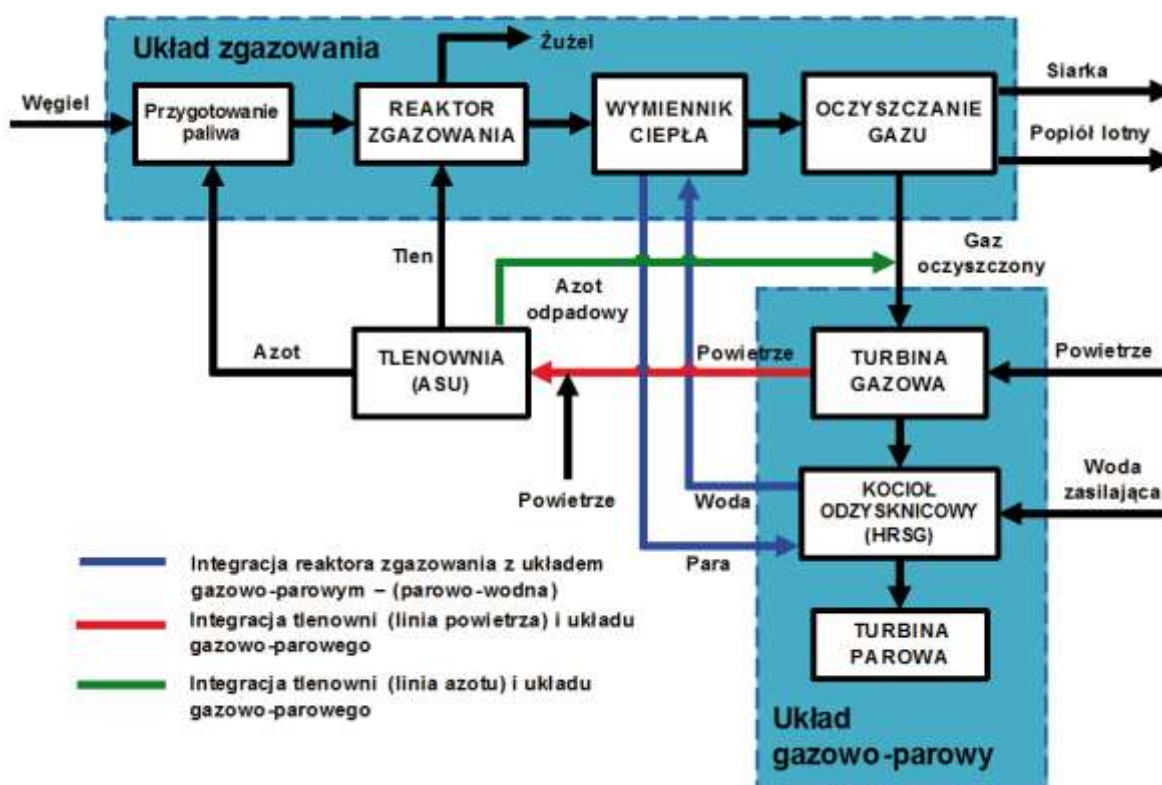 Układ zgazowania
Żużel
Siarka
Węgiel
Przygotowanie
paliwa
REAKTOR
ZGAZOWANIA
WYMIENNIK
CIEPŁA
OCZYSZCZANIE
GAZU
Popiół lotny
Tlen
Azot
odpadowy
Gaz
oczyszczony
Azot
TLENOWNIA
(ASU)
Powietrze
TURBINA
GAZOWA
Powietrze
Powietrze
Woda
KOCIOŁ
ODZYSKNICOWY
(HRSG)
Woda
zasilająca
Para
Integracja reaktora zgazowania z układem
gazowo-parowym – (parowo-wodna)
Integracja tlenowni (linia powietrza) i układu
gazowo-parowego
Integracja tlenowni (linia azotu) i układu
gazowo-parowego
TURBINA
PAROWA
Układ
gazowo-parowy